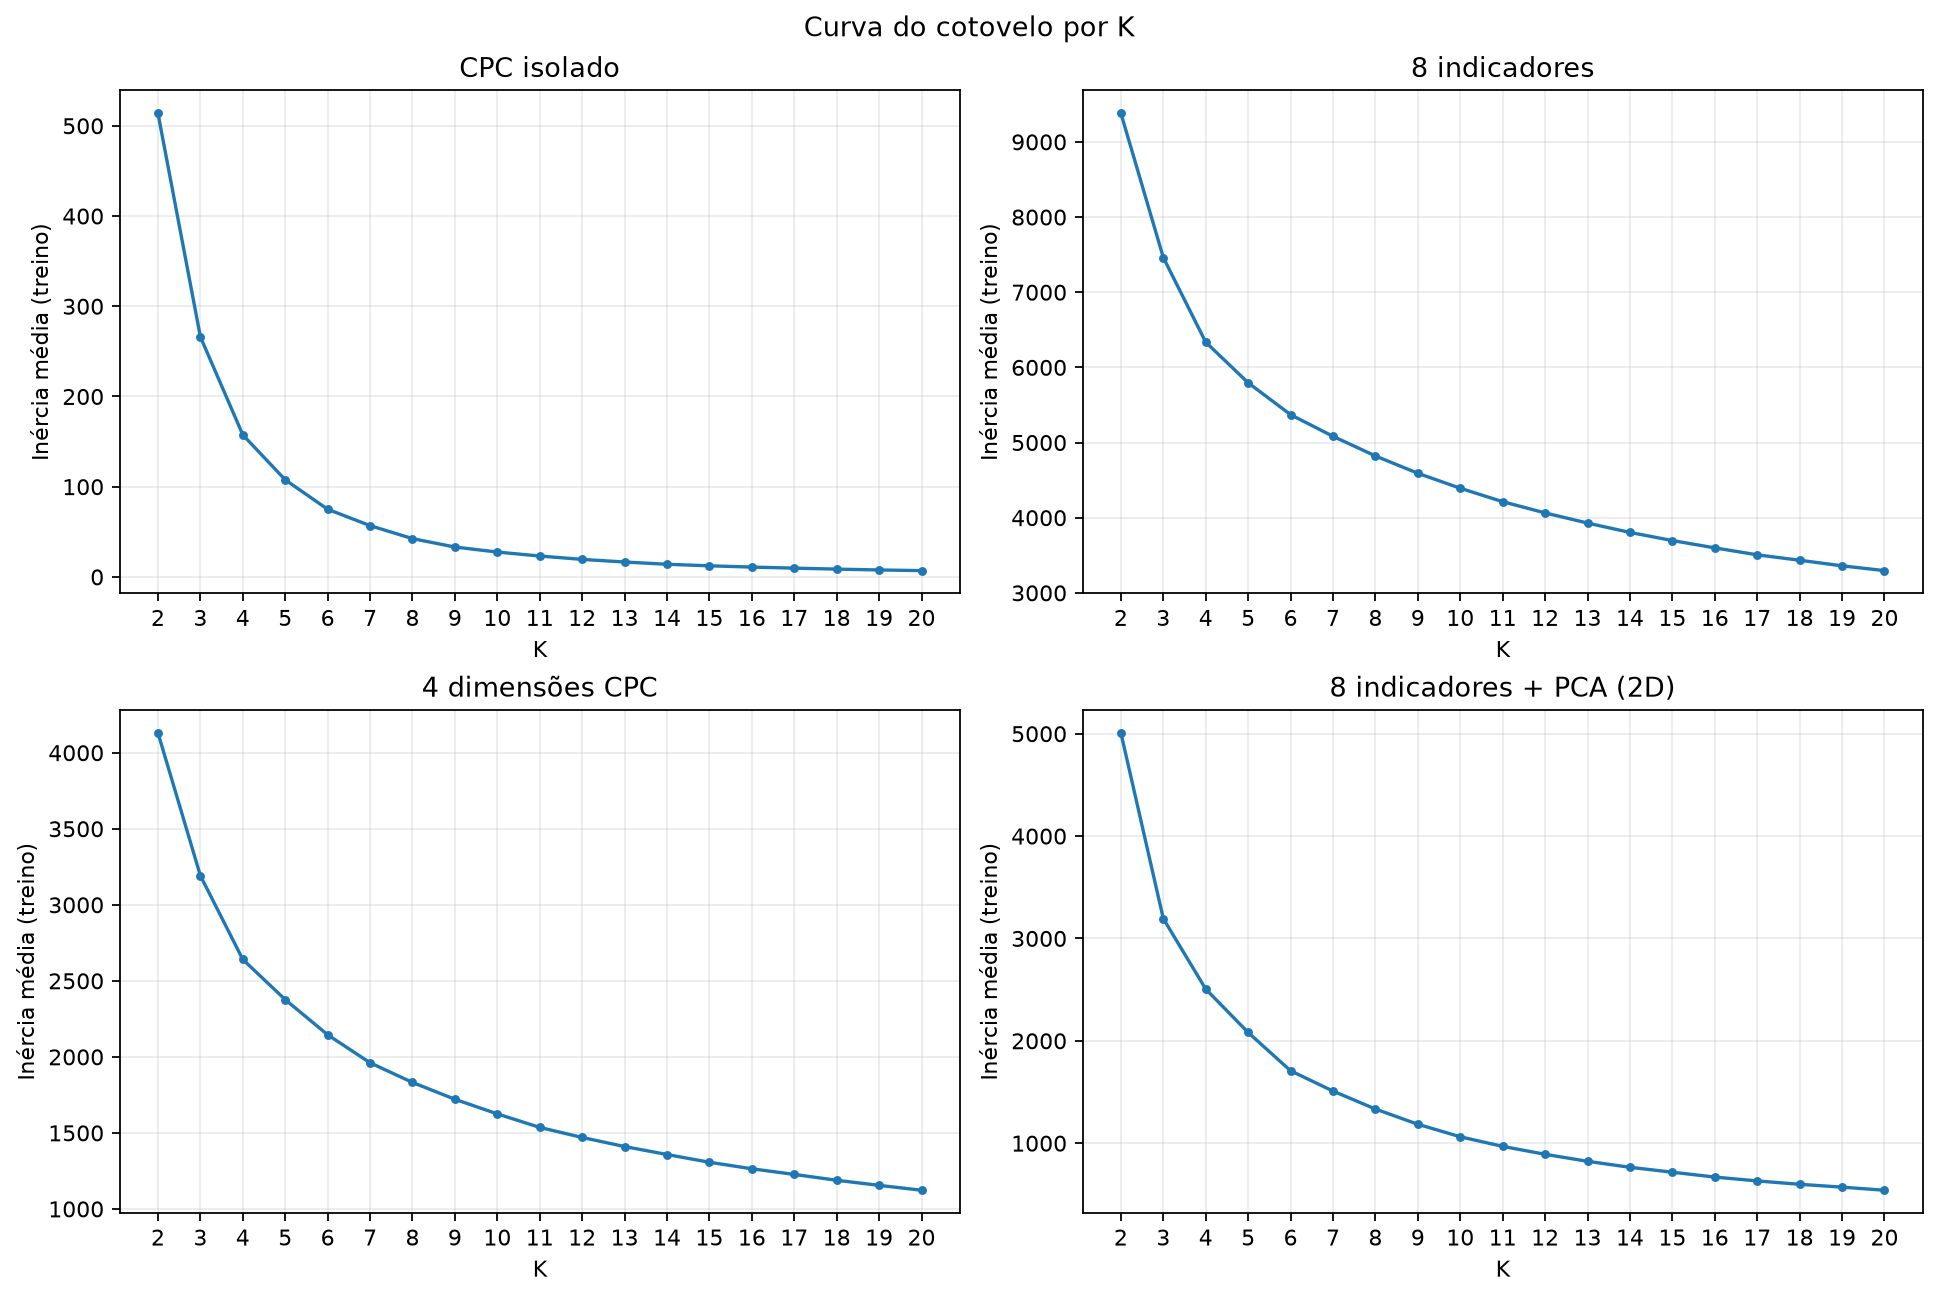 Curva do cotovelo por K
CPC isolado
Inércia média (treino)
500
400
300
200
100
0
2 3 4 5 6 7 8 9 10 11 12 13 14 15 16 17 18 19 20
K
8 indicadores
Inércia média (treino)
9000
8000
7000
6000
5000
4000
3000
2 3 4 5 6 7 8 9 10 11 12 13 14 15 16 17 18 19 20
K
4 dimensões CPC
Inércia média (treino)
4000
3500
3000
2500
2000
1500
1000
2 3 4 5 6 7 8 9 10 11 12 13 14 15 16 17 18 19 20
K
8 indicadores + PCA (2D)
Inércia média (treino)
5000
4000
3000
2000
1000
2 3 4 5 6 7 8 9 10 11 12 13 14 15 16 17 18 19 20
K